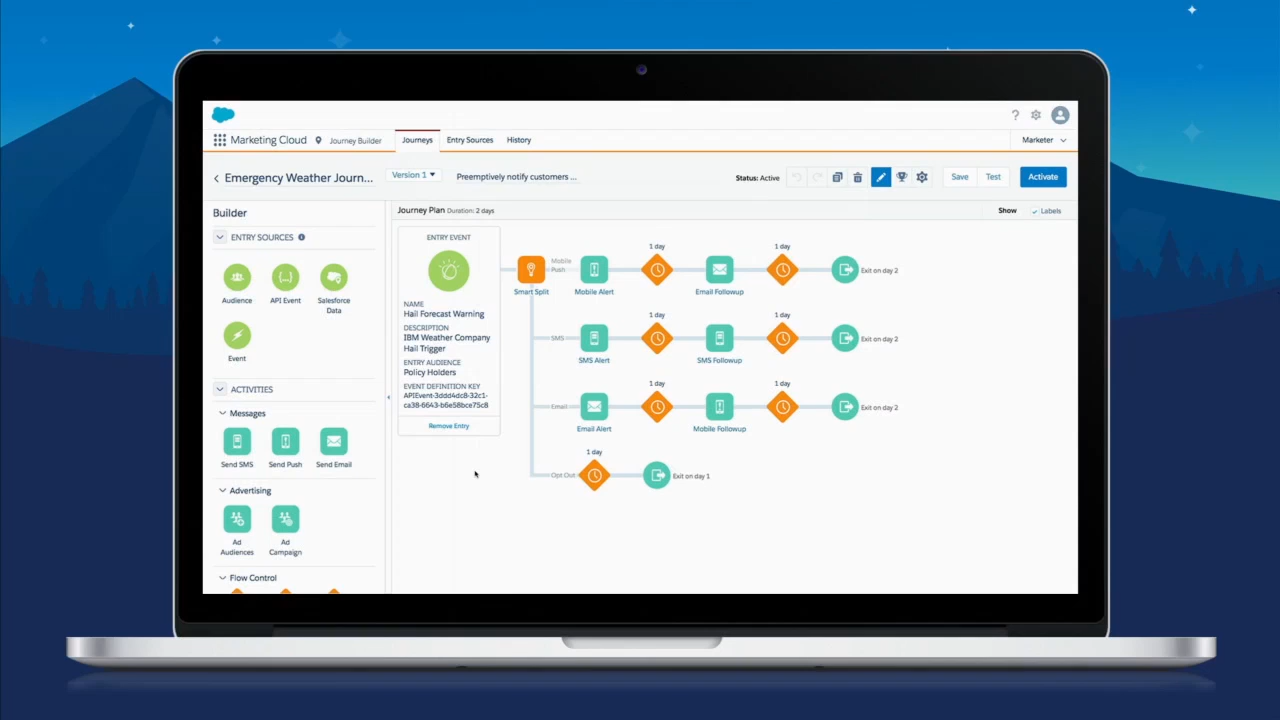 Marketing Cloud
Journey Builder
Journeys
Entry Sources
History
Marketer
Emergency Weather Journ...
Version 1
Preemptively notify customers ...
Status: Active
Save
Test
Activate
Builder
ENTRY SOURCES
Audience
API Event
Salesforce
Data
Event
ACTIVITIES
Messages
Send SMS
Send Push
Send Email
Advertising
Ad
Audiences
Ad
Campaign
Flow Control
Journey Plan Duration: 2 days
Show
Labels
ENTRY EVENT
NAME
Hail Forecast Warning
DESCRIPTION
IBM Weather Company
Hail Trigger
ENTRY AUDIENCE
Policy Holders
EVENT DEFINITION KEY
APIEvent-3ddd4dc8-32c1-
ca38-6643-b6e58bce75c8
Remove Entry
Smart Split
Mobile
Push
Mobile Alert
1 day
Email Followup
1 day
Exit on day 2
SMS
SMS Alert
1 day
SMS Followup
1 day
Exit on day 2
Email
Email Alert
1 day
Mobile Followup
1 day
Exit on day 2
Opt Out
1 day
Exit on day 1